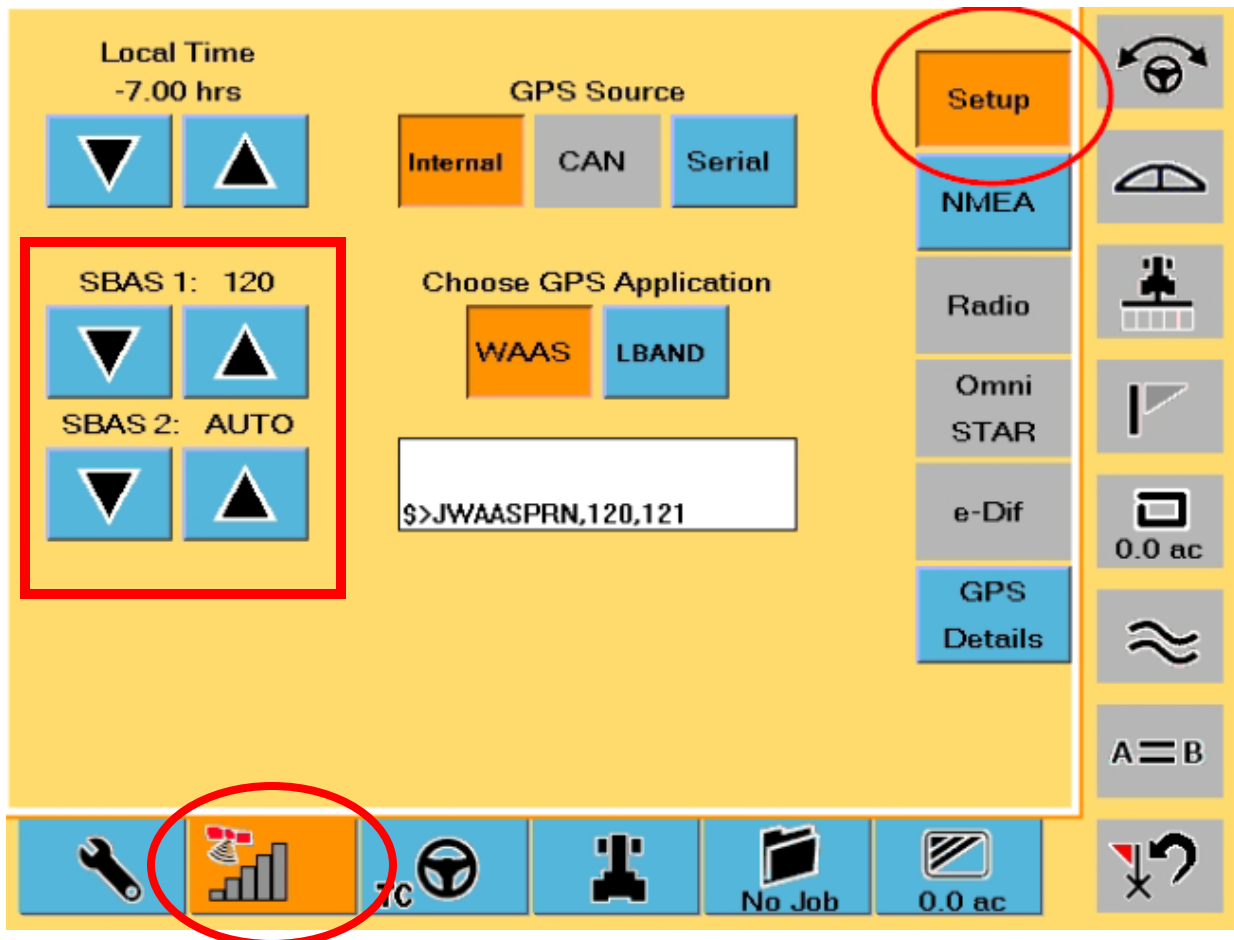 Local Time
-7.00 hrs
GPS Source
Internal
CAN
Serial
Setup
NMEA
SBAS 1: 120
Choose GPS Application
WAAS
LBAND
Radio
SBAS 2: AUTO
Omni
STAR
$>JWAASPRN,120,121
e-Dif
0.0 ac
GPS
Details
A=B
TC
No Job
0.0 ac